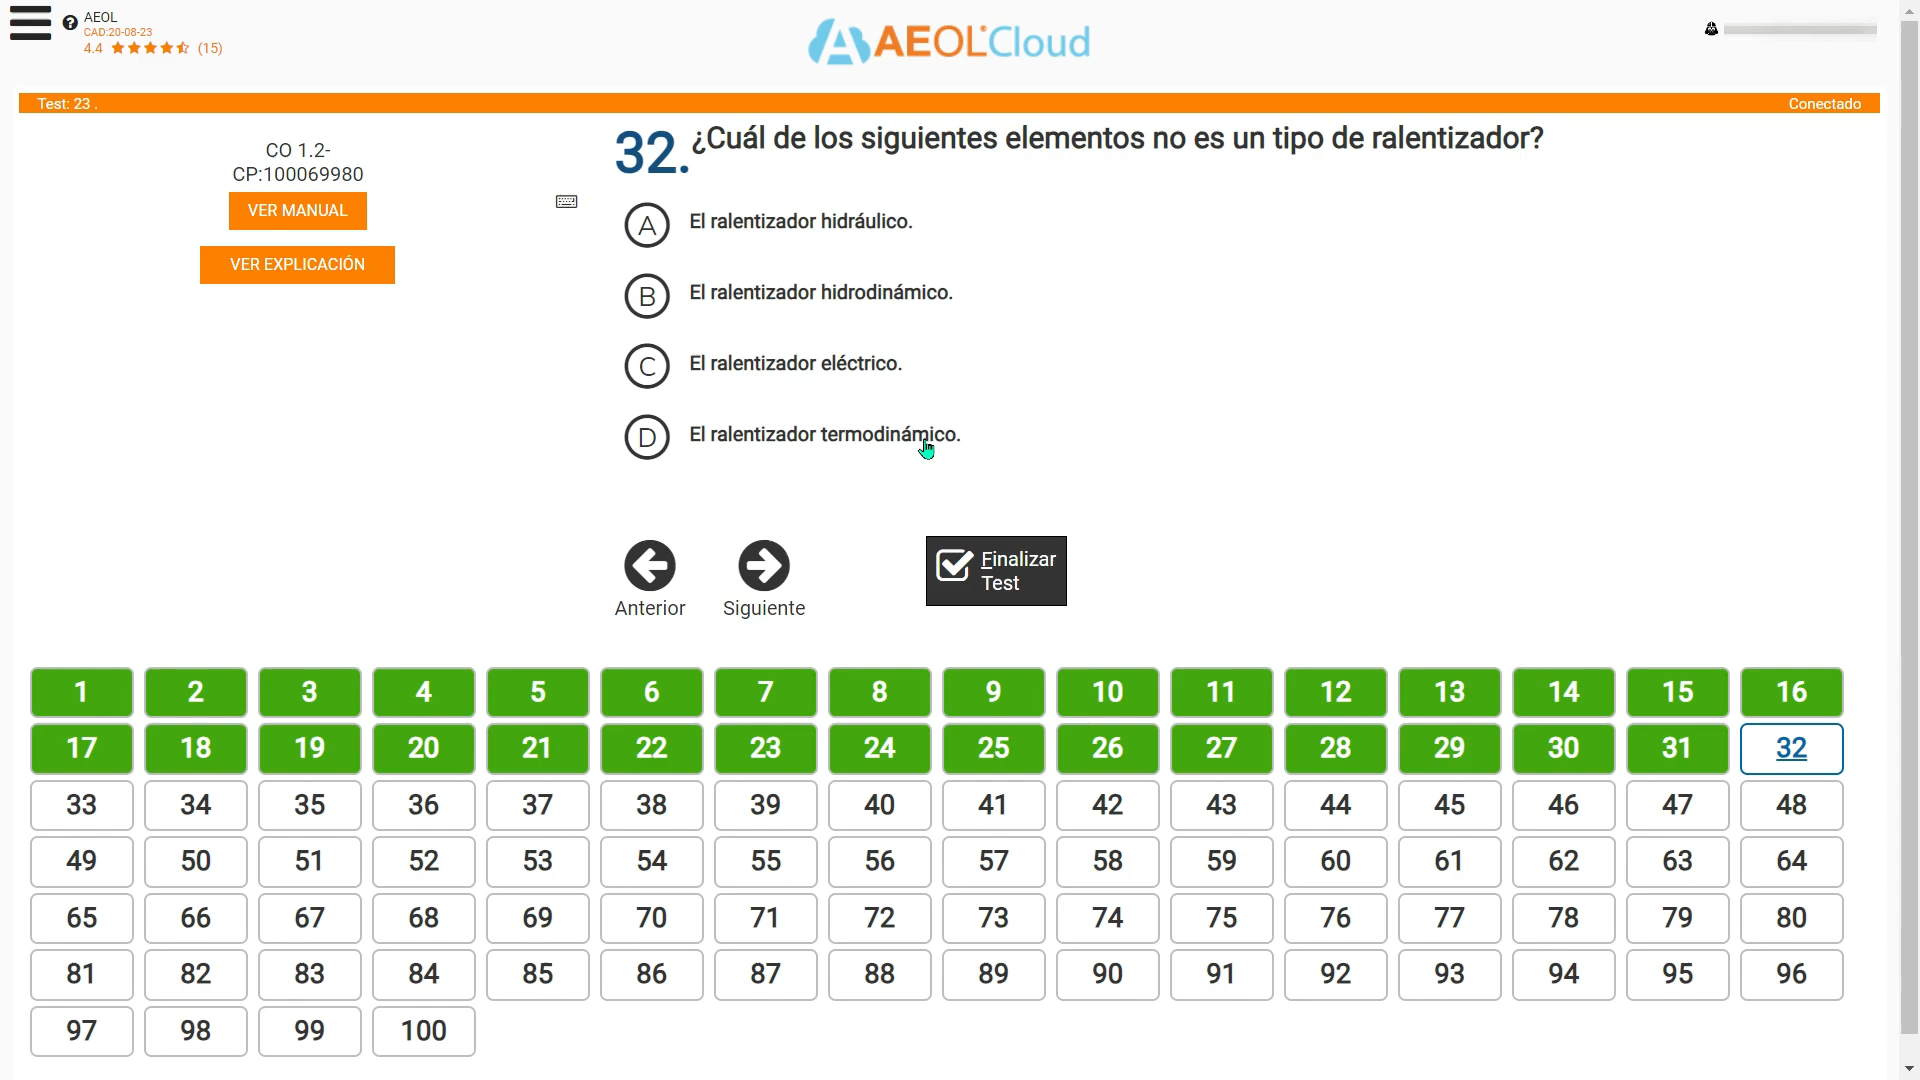 AEOL
CAD:20-08-23
4.4 (15)
AEOL Cloud
Test: 23 .
Conectado
CO 1.2-
CP:100069980
VER MANUAL
VER EXPLICACIÓN
32. ¿Cuál de los siguientes elementos no es un tipo de ralentizador?
A El ralentizador hidráulico.
B El ralentizador hidrodinámico.
C El ralentizador eléctrico.
D El ralentizador termodinámico.
Anterior
Siguiente
Finalizar
Test
1 2 3 4 5 6 7 8 9 10 11 12 13 14 15 16
17 18 19 20 21 22 23 24 25 26 27 28 29 30 31 32
33 34 35 36 37 38 39 40 41 42 43 44 45 46 47 48
49 50 51 52 53 54 55 56 57 58 59 60 61 62 63 64
65 66 67 68 69 70 71 72 73 74 75 76 77 78 79 80
81 82 83 84 85 86 87 88 89 90 91 92 93 94 95 96
97 98 99 100